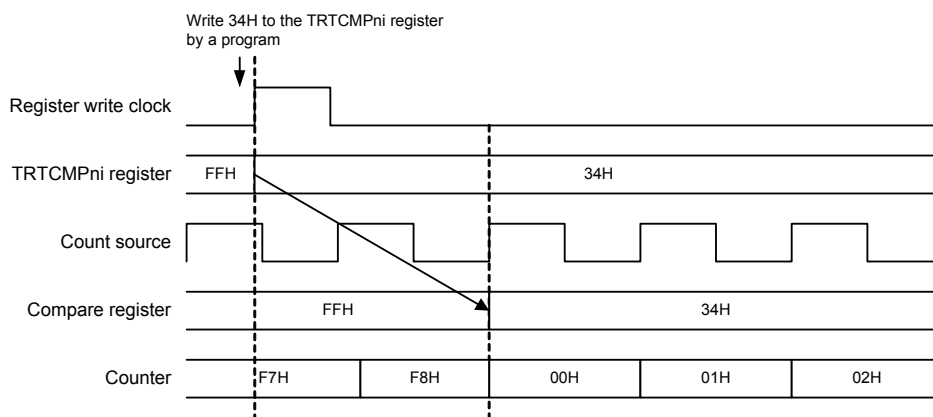 Write 34H to the TRTCMPni register
by a program
Register write clock
TRTCMPni register
FFH
34H
Count source
Compare register
FFH
34H
Counter
F7H
F8H
00H
01H
02H